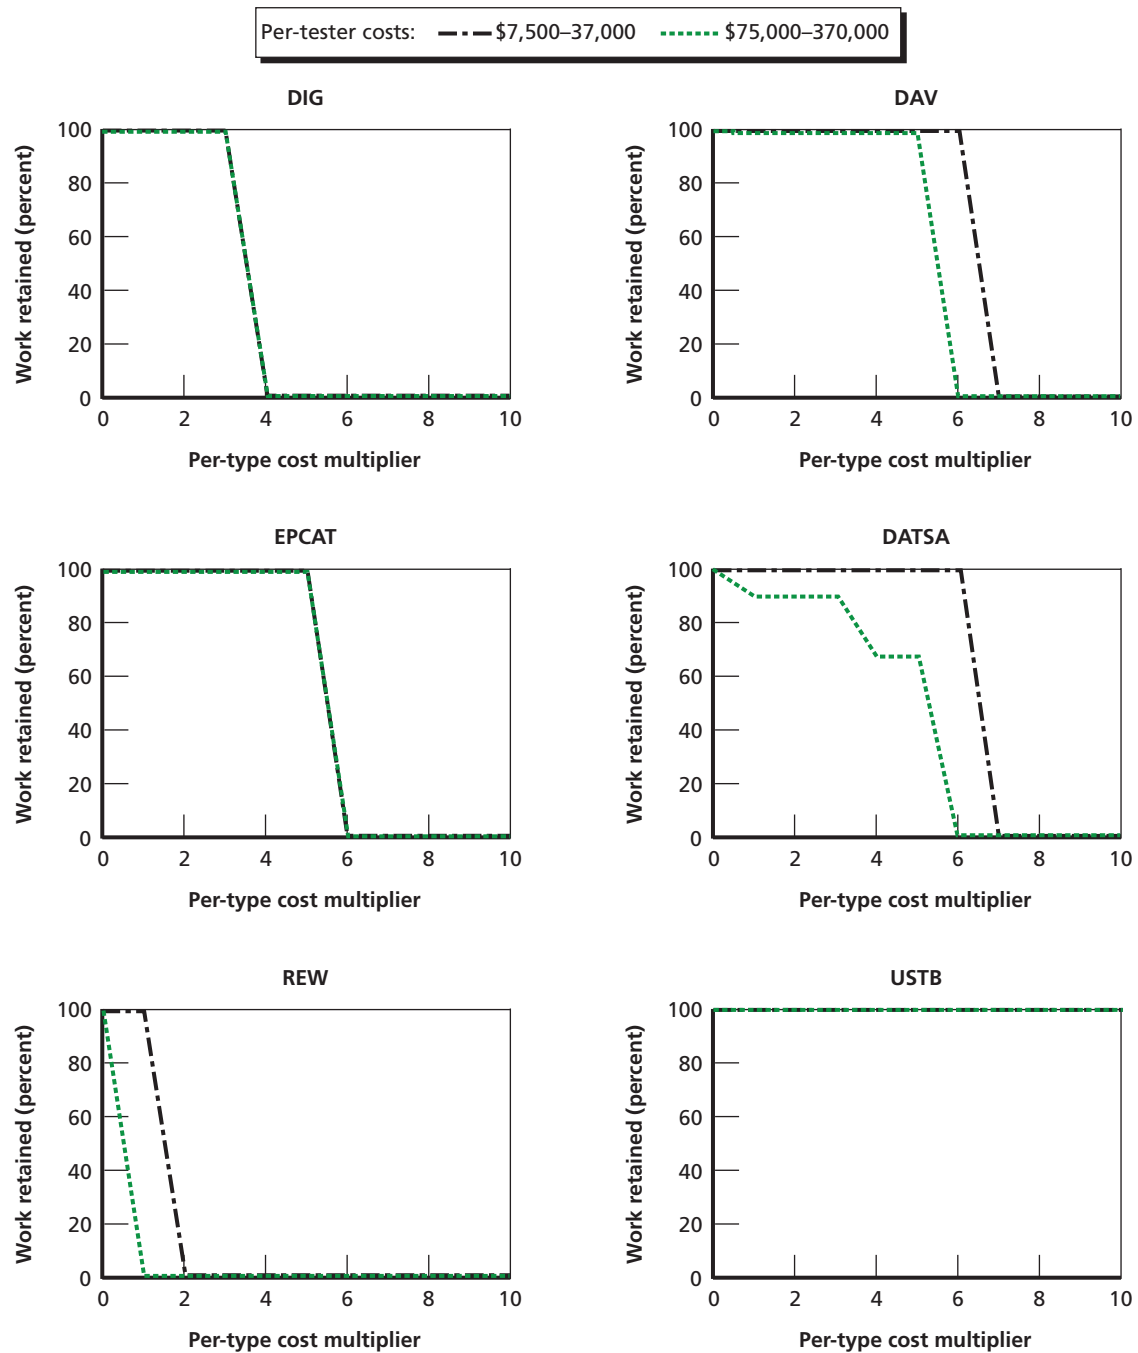 Per-tester costs: $7,500–37,000 $75,000–370,000
DIG
Work retained (percent)
100
80
60
40
20
0
0 2 4 6 8 10
Per-type cost multiplier
DAV
Work retained (percent)
100
80
60
40
20
0
0 2 4 6 8 10
Per-type cost multiplier
EPCAT
Work retained (percent)
100
80
60
40
20
0
0 2 4 6 8 10
Per-type cost multiplier
DATSA
Work retained (percent)
100
80
60
40
20
0
0 2 4 6 8 10
Per-type cost multiplier
REW
Work retained (percent)
100
80
60
40
20
0
0 2 4 6 8 10
Per-type cost multiplier
USTB
Work retained (percent)
100
80
60
40
20
0
0 2 4 6 8 10
Per-type cost multiplier